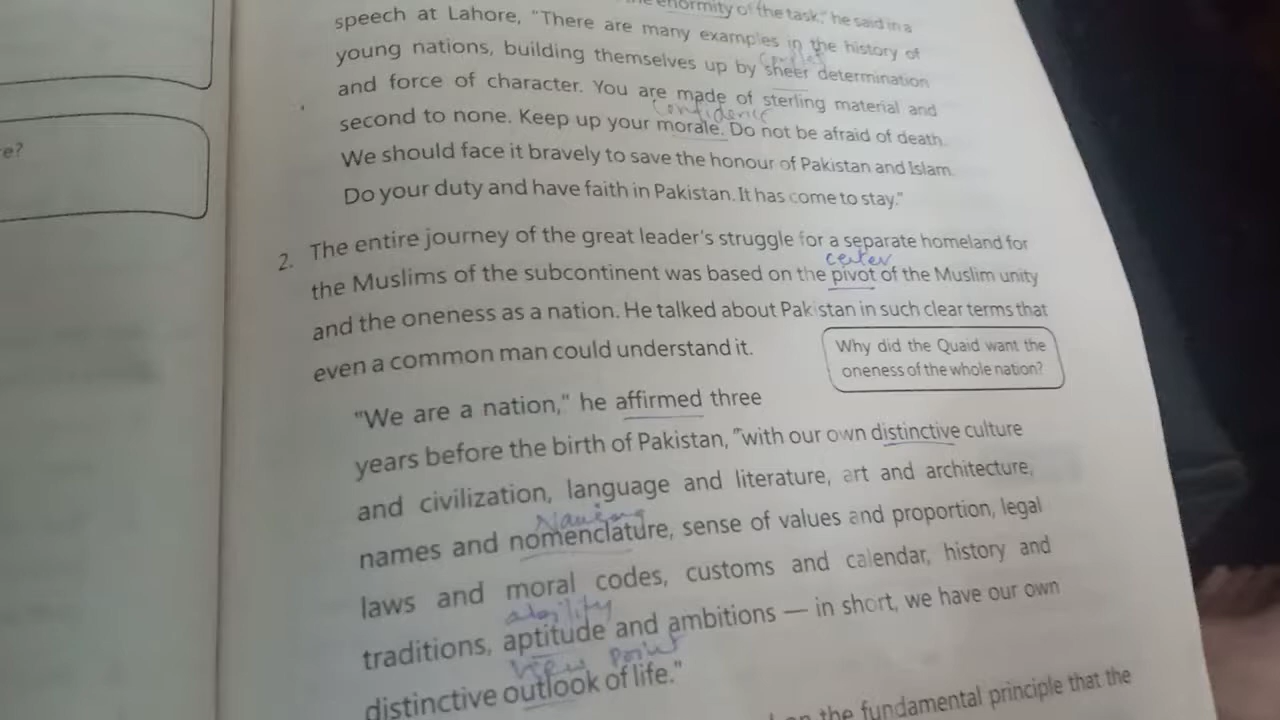 enormity of the task," he said in a
speech at Lahore, "There are many examples in the history of
young nations, building themselves up by sheer determination
and force of character. You are made of sterling material and
confidence
second to none. Keep up your morale. Do not be afraid of death.
We should face it bravely to save the honour of Pakistan and Islam.
Do your duty and have faith in Pakistan. It has come to stay."
2. The entire journey of the great leader's struggle for a separate homeland for
center
the Muslims of the subcontinent was based on the pivot of the Muslim unity
and the oneness as a nation. He talked about Pakistan in such clear terms that
even a common man could understand it.
Why did the Quaid want the
oneness of the whole nation?
"We are a nation," he affirmed three
years before the birth of Pakistan, "with our own distinctive culture
and civilization, language and literature, art and architecture,
names and nomenclature, sense of values and proportion, legal
laws and moral codes, customs and calendar, history and
ability
traditions, aptitude and ambitions — in short, we have our own
view point
distinctive outlook of life."
the fundamental principle that the
e?